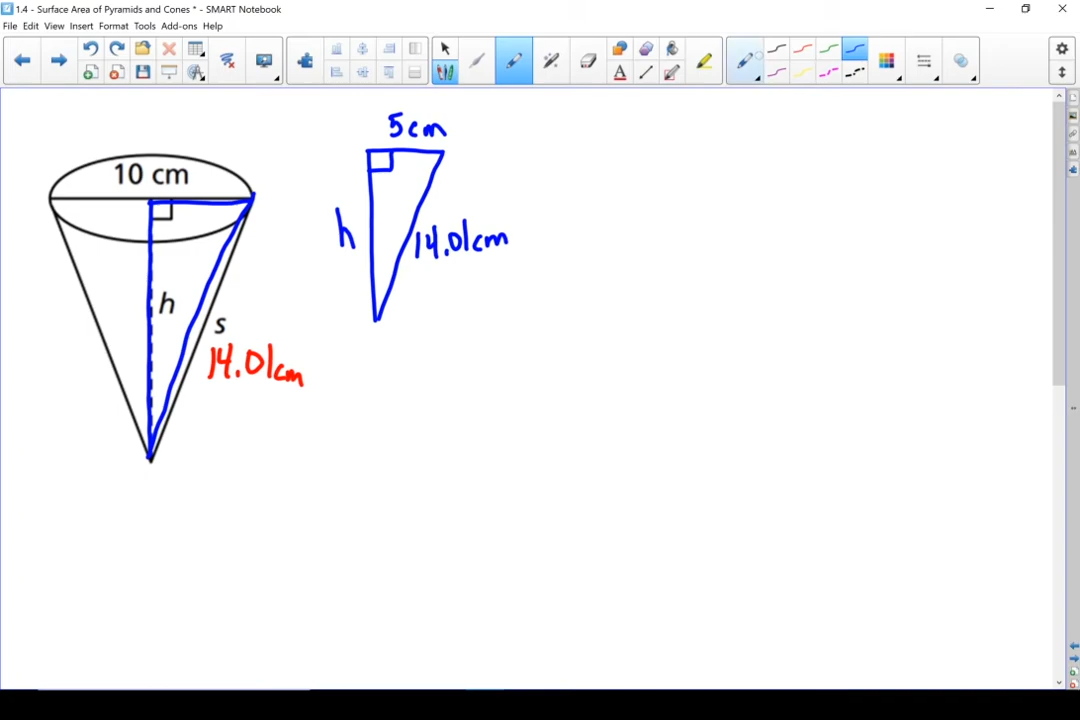 1.4 - Surface Area of Pyramids and Cones * - SMART Notebook
File Edit View Insert Format Tools Add-ons Help
5cm
10 cm
h
14.01cm
h
s
14.01cm